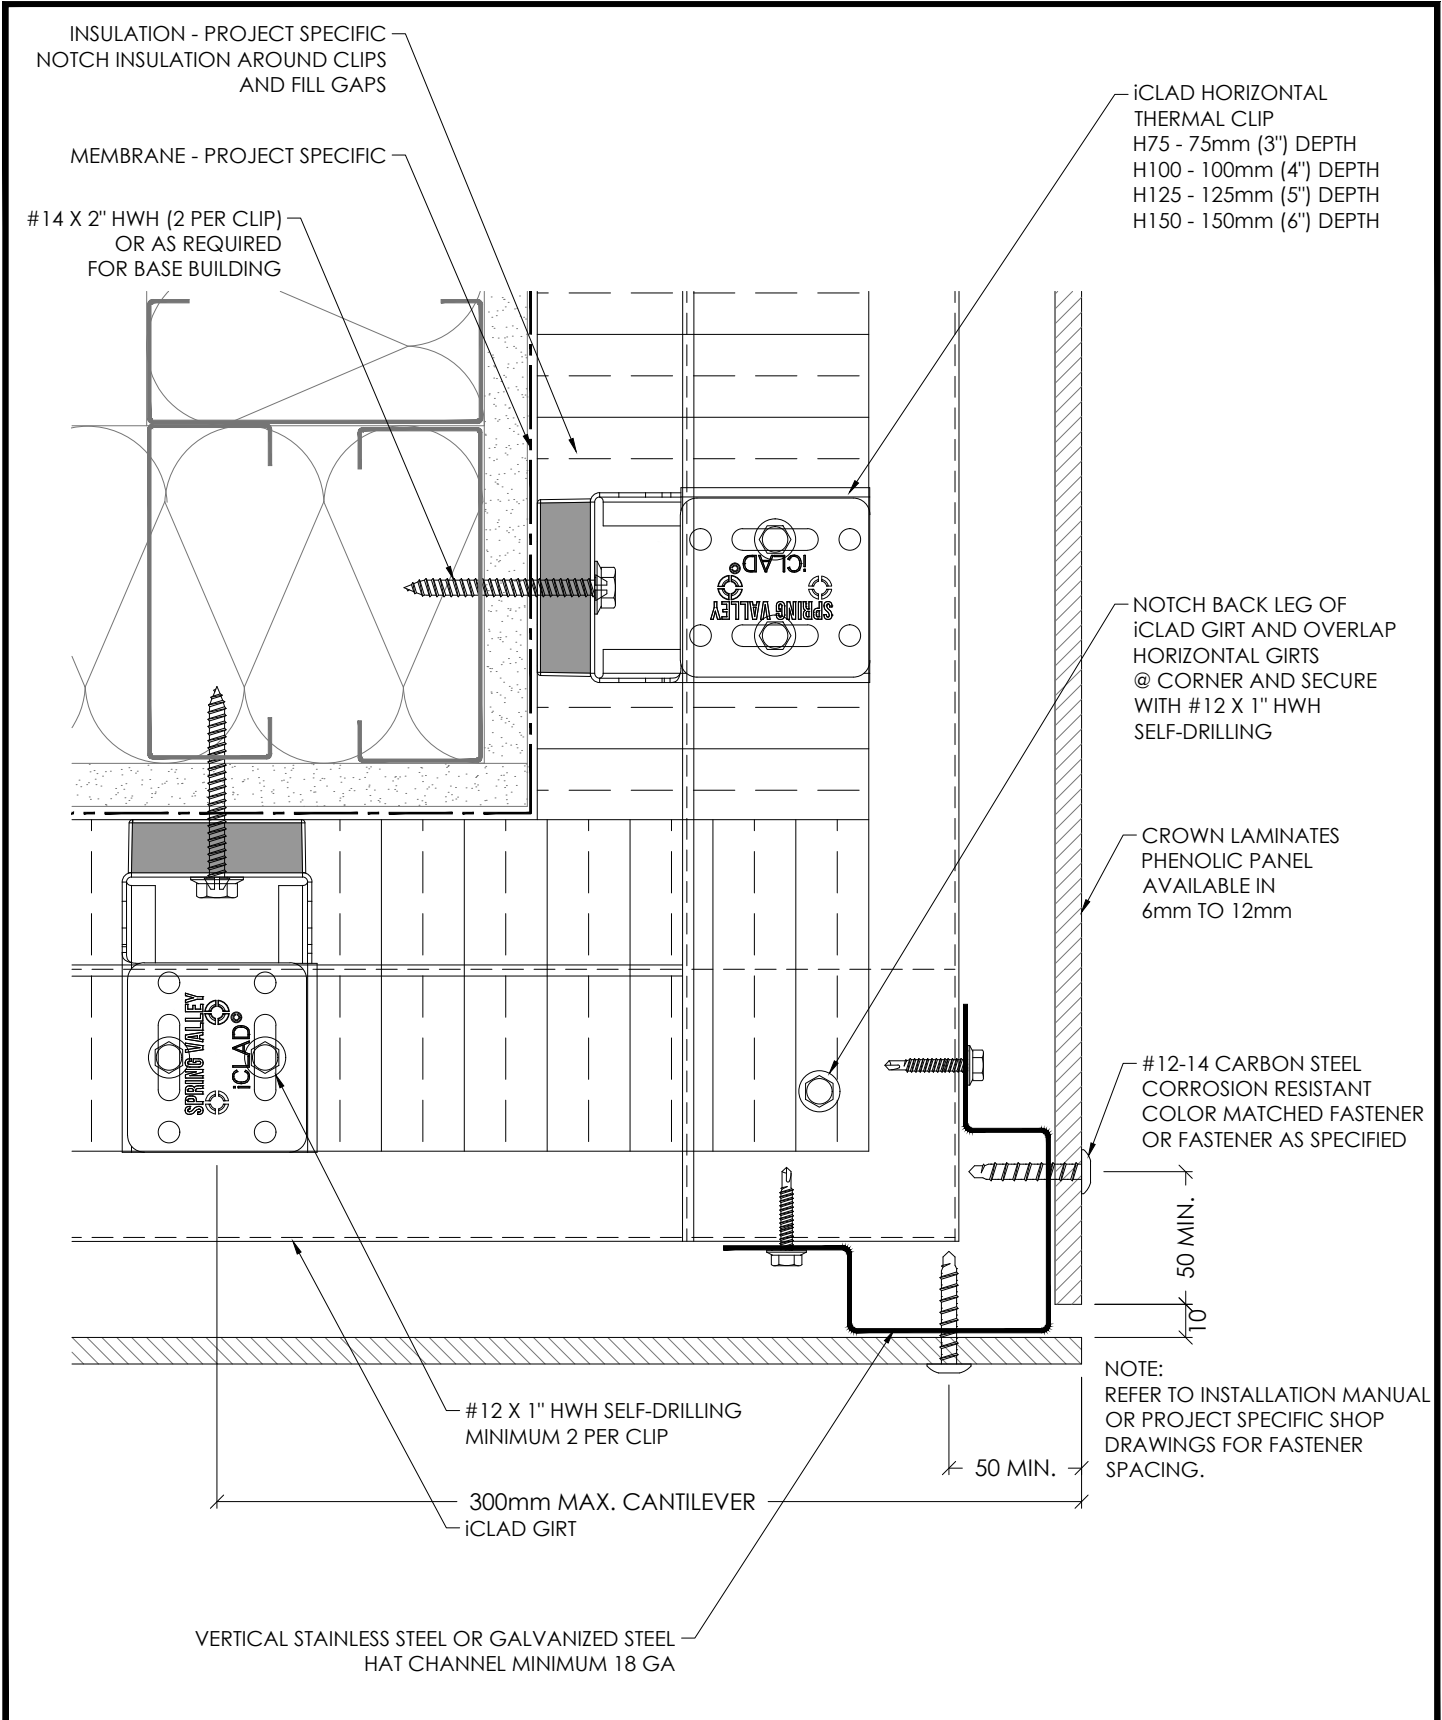 INSULATION - PROJECT SPECIFIC
NOTCH INSULATION AROUND CLIPS
AND FILL GAPS
MEMBRANE - PROJECT SPECIFIC
#14 X 2" HWH (2 PER CLIP)
OR AS REQUIRED
FOR BASE BUILDING
iCLAD HORIZONTAL
THERMAL CLIP
H75 - 75mm (3") DEPTH
H100 - 100mm (4") DEPTH
H125 - 125mm (5") DEPTH
H150 - 150mm (6") DEPTH
iCLAD©
SPRING VALLEY
NOTCH BACK LEG OF
iCLAD GIRT AND OVERLAP
HORIZONTAL GIRTS
@ CORNER AND SECURE
WITH #12 X 1" HWH
SELF-DRILLING
CROWN LAMINATES
PHENOLIC PANEL
AVAILABLE IN
6mm TO 12mm
SPRING VALLEY
iCLAD©
#12-14 CARBON STEEL
CORROSION RESISTANT
COLOR MATCHED FASTENER
OR FASTENER AS SPECIFIED
50 MIN.
10
NOTE:
REFER TO INSTALLATION MANUAL
OR PROJECT SPECIFIC SHOP
DRAWINGS FOR FASTENER
SPACING.
#12 X 1" HWH SELF-DRILLING
MINIMUM 2 PER CLIP
50 MIN.
300mm MAX. CANTILEVER
iCLAD GIRT
VERTICAL STAINLESS STEEL OR GALVANIZED STEEL
HAT CHANNEL MINIMUM 18 GA